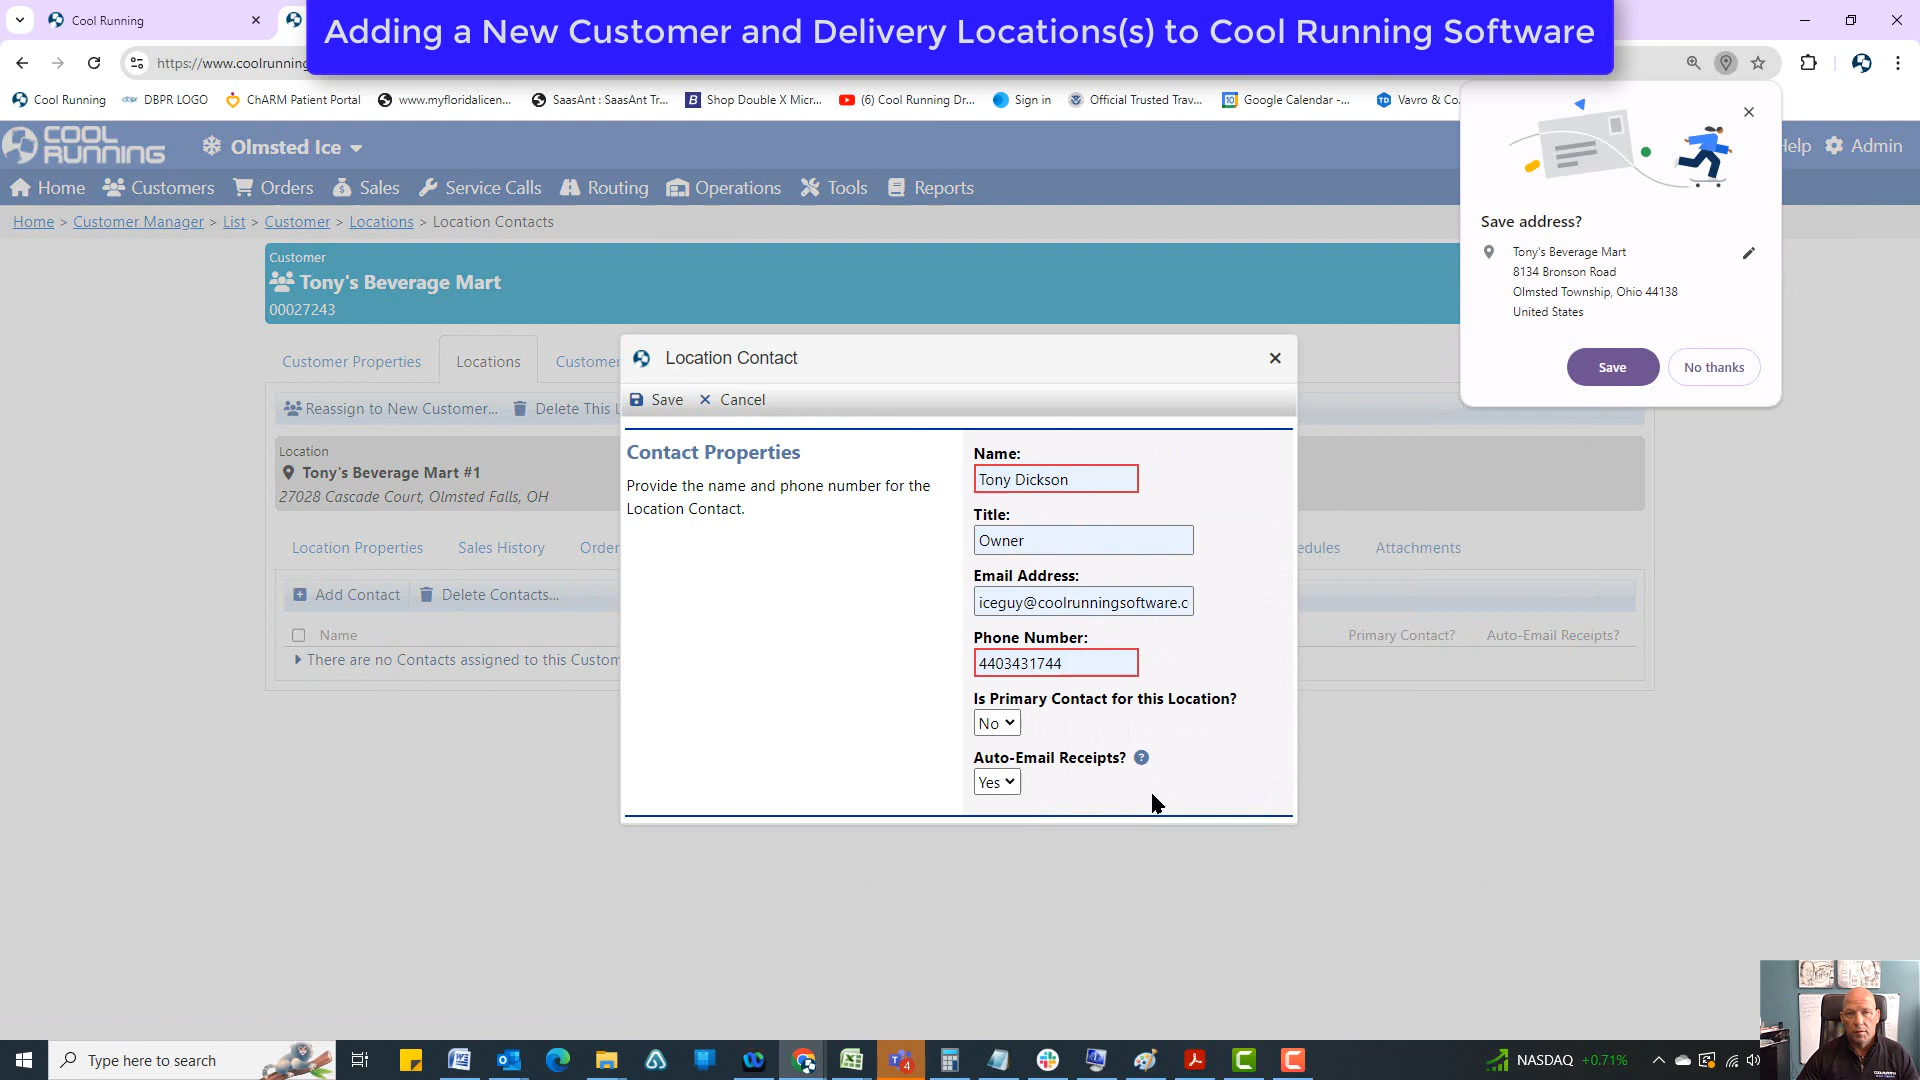 Adding a New Customer and Delivery Locations(s) to Cool Running Software
Cool Running
https://www.coolrunning
Cool Running
DBPR LOGO
ChARM Patient Portal
www.myfloridalicen...
SaasAnt : SaasAnt Tr...
Shop Double X Micr...
(6) Cool Running Dr...
Sign in
Official Trusted Trav...
Google Calendar -...
Vavro & Co.
COOL RUNNING
Olmsted Ice
Help
Admin
Home
Customers
Orders
Sales
Service Calls
Routing
Operations
Tools
Reports
Home > Customer Manager > List > Customer > Locations > Location Contacts
Save address?
Tony's Beverage Mart
8134 Bronson Road
Olmsted Township, Ohio 44138
United States
Save
No thanks
Customer
Tony's Beverage Mart
00027243
Customer Properties
Locations
Customer
Reassign to New Customer...
Delete This L
Location
Tony's Beverage Mart #1
27028 Cascade Court, Olmsted Falls, OH
Location Properties
Sales History
Order
edules
Attachments
Add Contact
Delete Contacts...
Name
Primary Contact?
Auto-Email Receipts?
There are no Contacts assigned to this Custom
Location Contact
Save
Cancel
Contact Properties
Provide the name and phone number for the
Location Contact.
Name:
Tony Dickson
Title:
Owner
Email Address:
iceguy@coolrunningsoftware.c
Phone Number:
4403431744
Is Primary Contact for this Location?
No
Auto-Email Receipts?
Yes
Type here to search
4
NASDAQ +0.71%